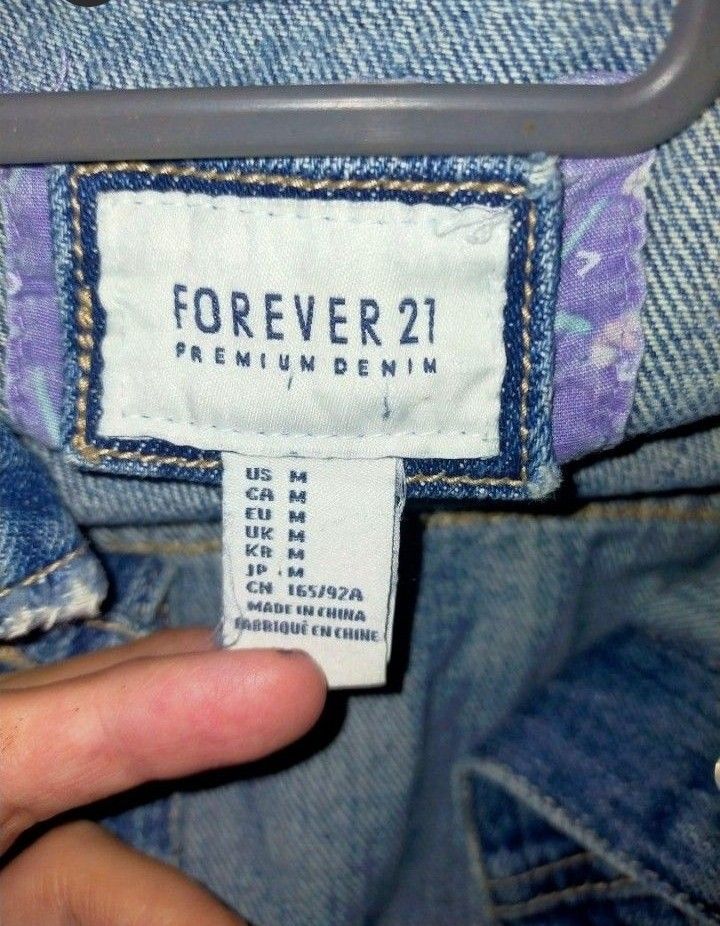 FOREVER 21
PREMIUM DENIM
US M
CA M
EU M
UK M
KR M
JP M
CN 165/92A
MADE IN CHINA
FABRIQUÉ EN CHINE